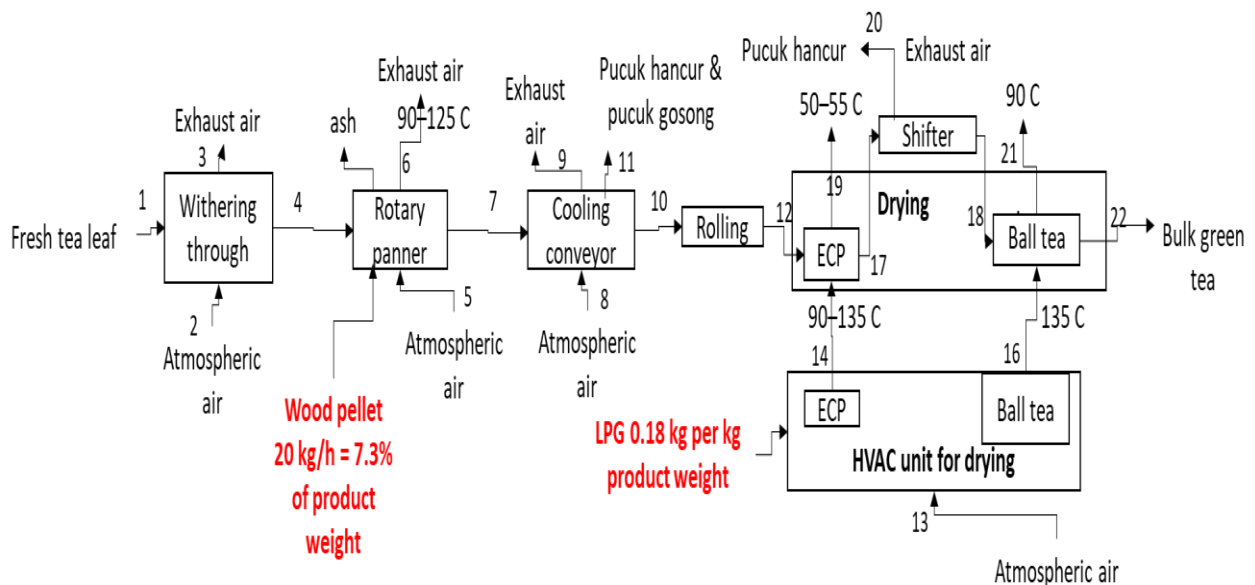 20
Pucuk hancur
Exhaust air
Exhaust air
90–125 C
Exhaust
air
Pucuk hancur &
pucuk gosong
50–55 C
90 C
Exhaust air
ash
3
6
9
11
Shifter
21
1
Withering
through
4
Rotary
panner
7
Cooling
conveyor
10
Rolling
12
19
Drying
ECP
17
18
Ball tea
22
Fresh tea leaf
Bulk green
tea
2
Atmospheric
air
5
Atmospheric
air
8
Atmospheric
air
90–135 C
14
135 C
16
Wood pellet
20 kg/h = 7.3%
of product
weight
LPG 0.18 kg per kg
product weight
ECP
Ball tea
HVAC unit for drying
13
Atmospheric air